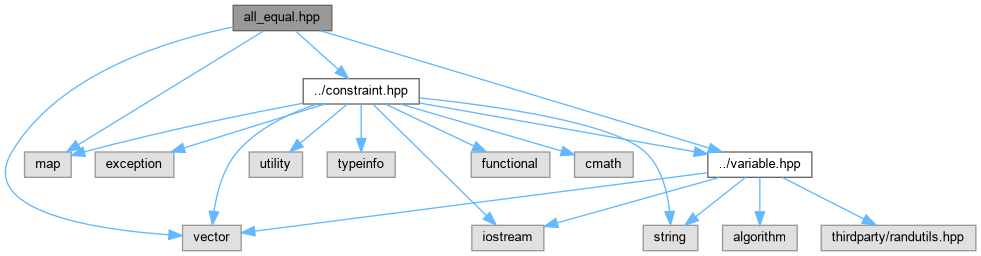 all_equal.hpp
../constraint.hpp
map
exception
utility
typeinfo
functional
cmath
../variable.hpp
vector
iostream
string
algorithm
thirdparty/randutils.hpp